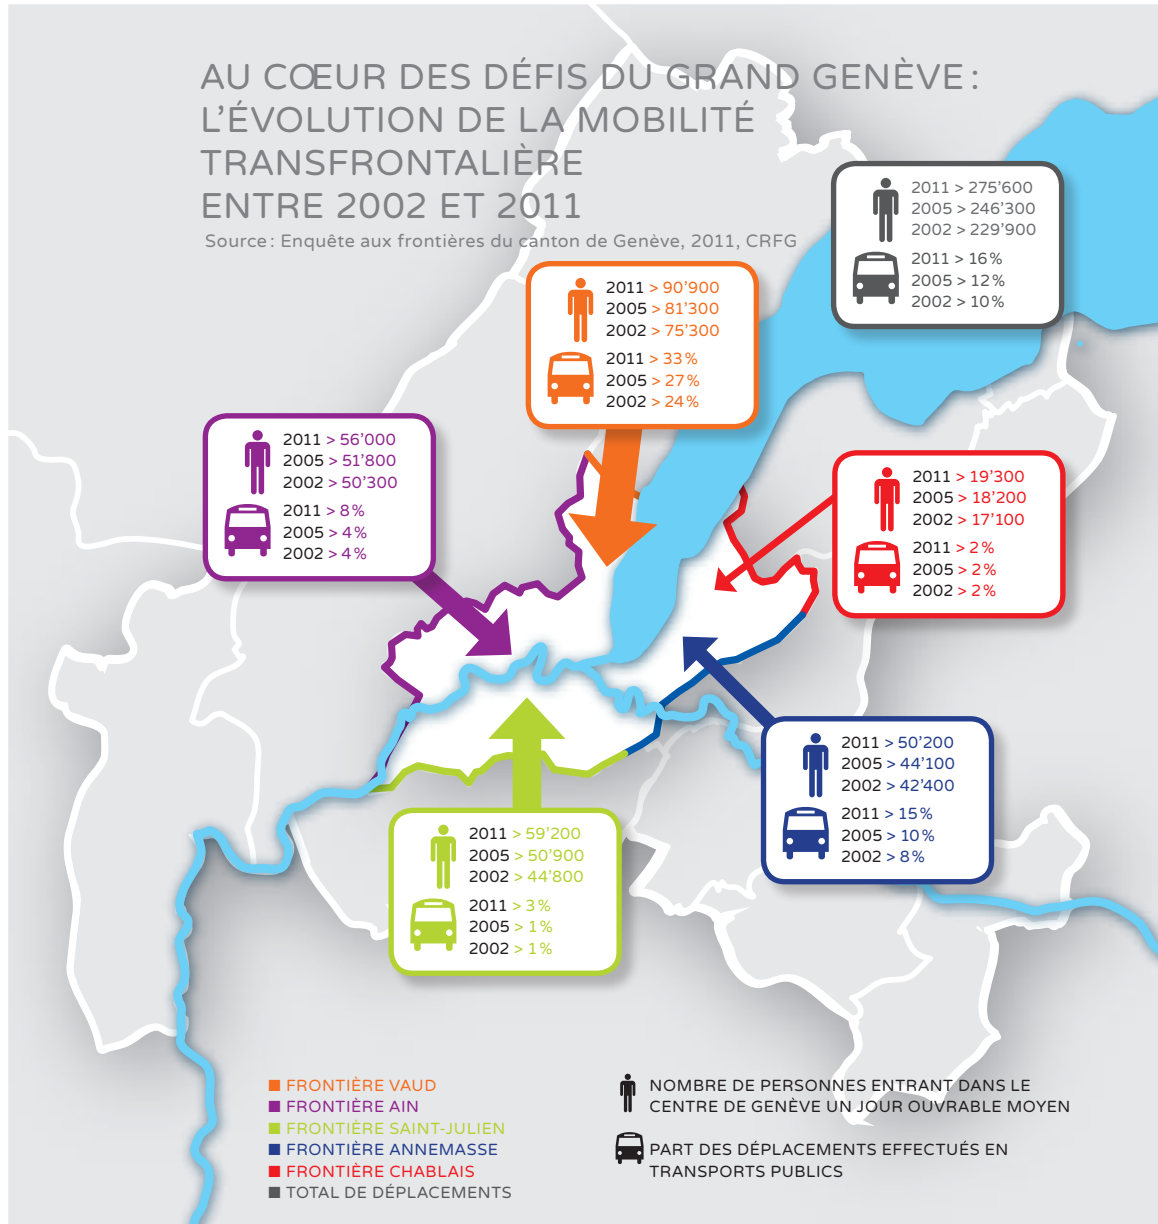 AU CŒUR DES DÉFIS DU GRAND GENÈVE :
L'ÉVOLUTION DE LA MOBILITÉ
TRANSFRONTALIÈRE
ENTRE 2002 ET 2011
Source : Enquête aux frontières du canton de Genève, 2011, CRFG
2011 > 275'600
2005 > 246'300
2002 > 229'900
2011 > 16 %
2005 > 12 %
2002 > 10 %
2011 > 90'900
2005 > 81'300
2002 > 75'300
2011 > 33 %
2005 > 27 %
2002 > 24 %
2011 > 56'000
2005 > 51'800
2002 > 50'300
2011 > 8 %
2005 > 4 %
2002 > 4 %
2011 > 19'300
2005 > 18'200
2002 > 17'100
2011 > 2 %
2005 > 2 %
2002 > 2 %
2011 > 50'200
2005 > 44'100
2002 > 42'400
2011 > 15 %
2005 > 10 %
2002 > 8 %
2011 > 59'200
2005 > 50'900
2002 > 44'800
2011 > 3 %
2005 > 1 %
2002 > 1 %
FRONTIÈRE VAUD
FRONTIÈRE AIN
FRONTIÈRE SAINT-JULIEN
FRONTIÈRE ANNEMASSE
FRONTIÈRE CHABLAIS
TOTAL DE DÉPLACEMENTS
NOMBRE DE PERSONNES ENTRANT DANS LE
CENTRE DE GENÈVE UN JOUR OUVRABLE MOYEN
PART DES DÉPLACEMENTS EFFECTUÉS EN
TRANSPORTS PUBLICS